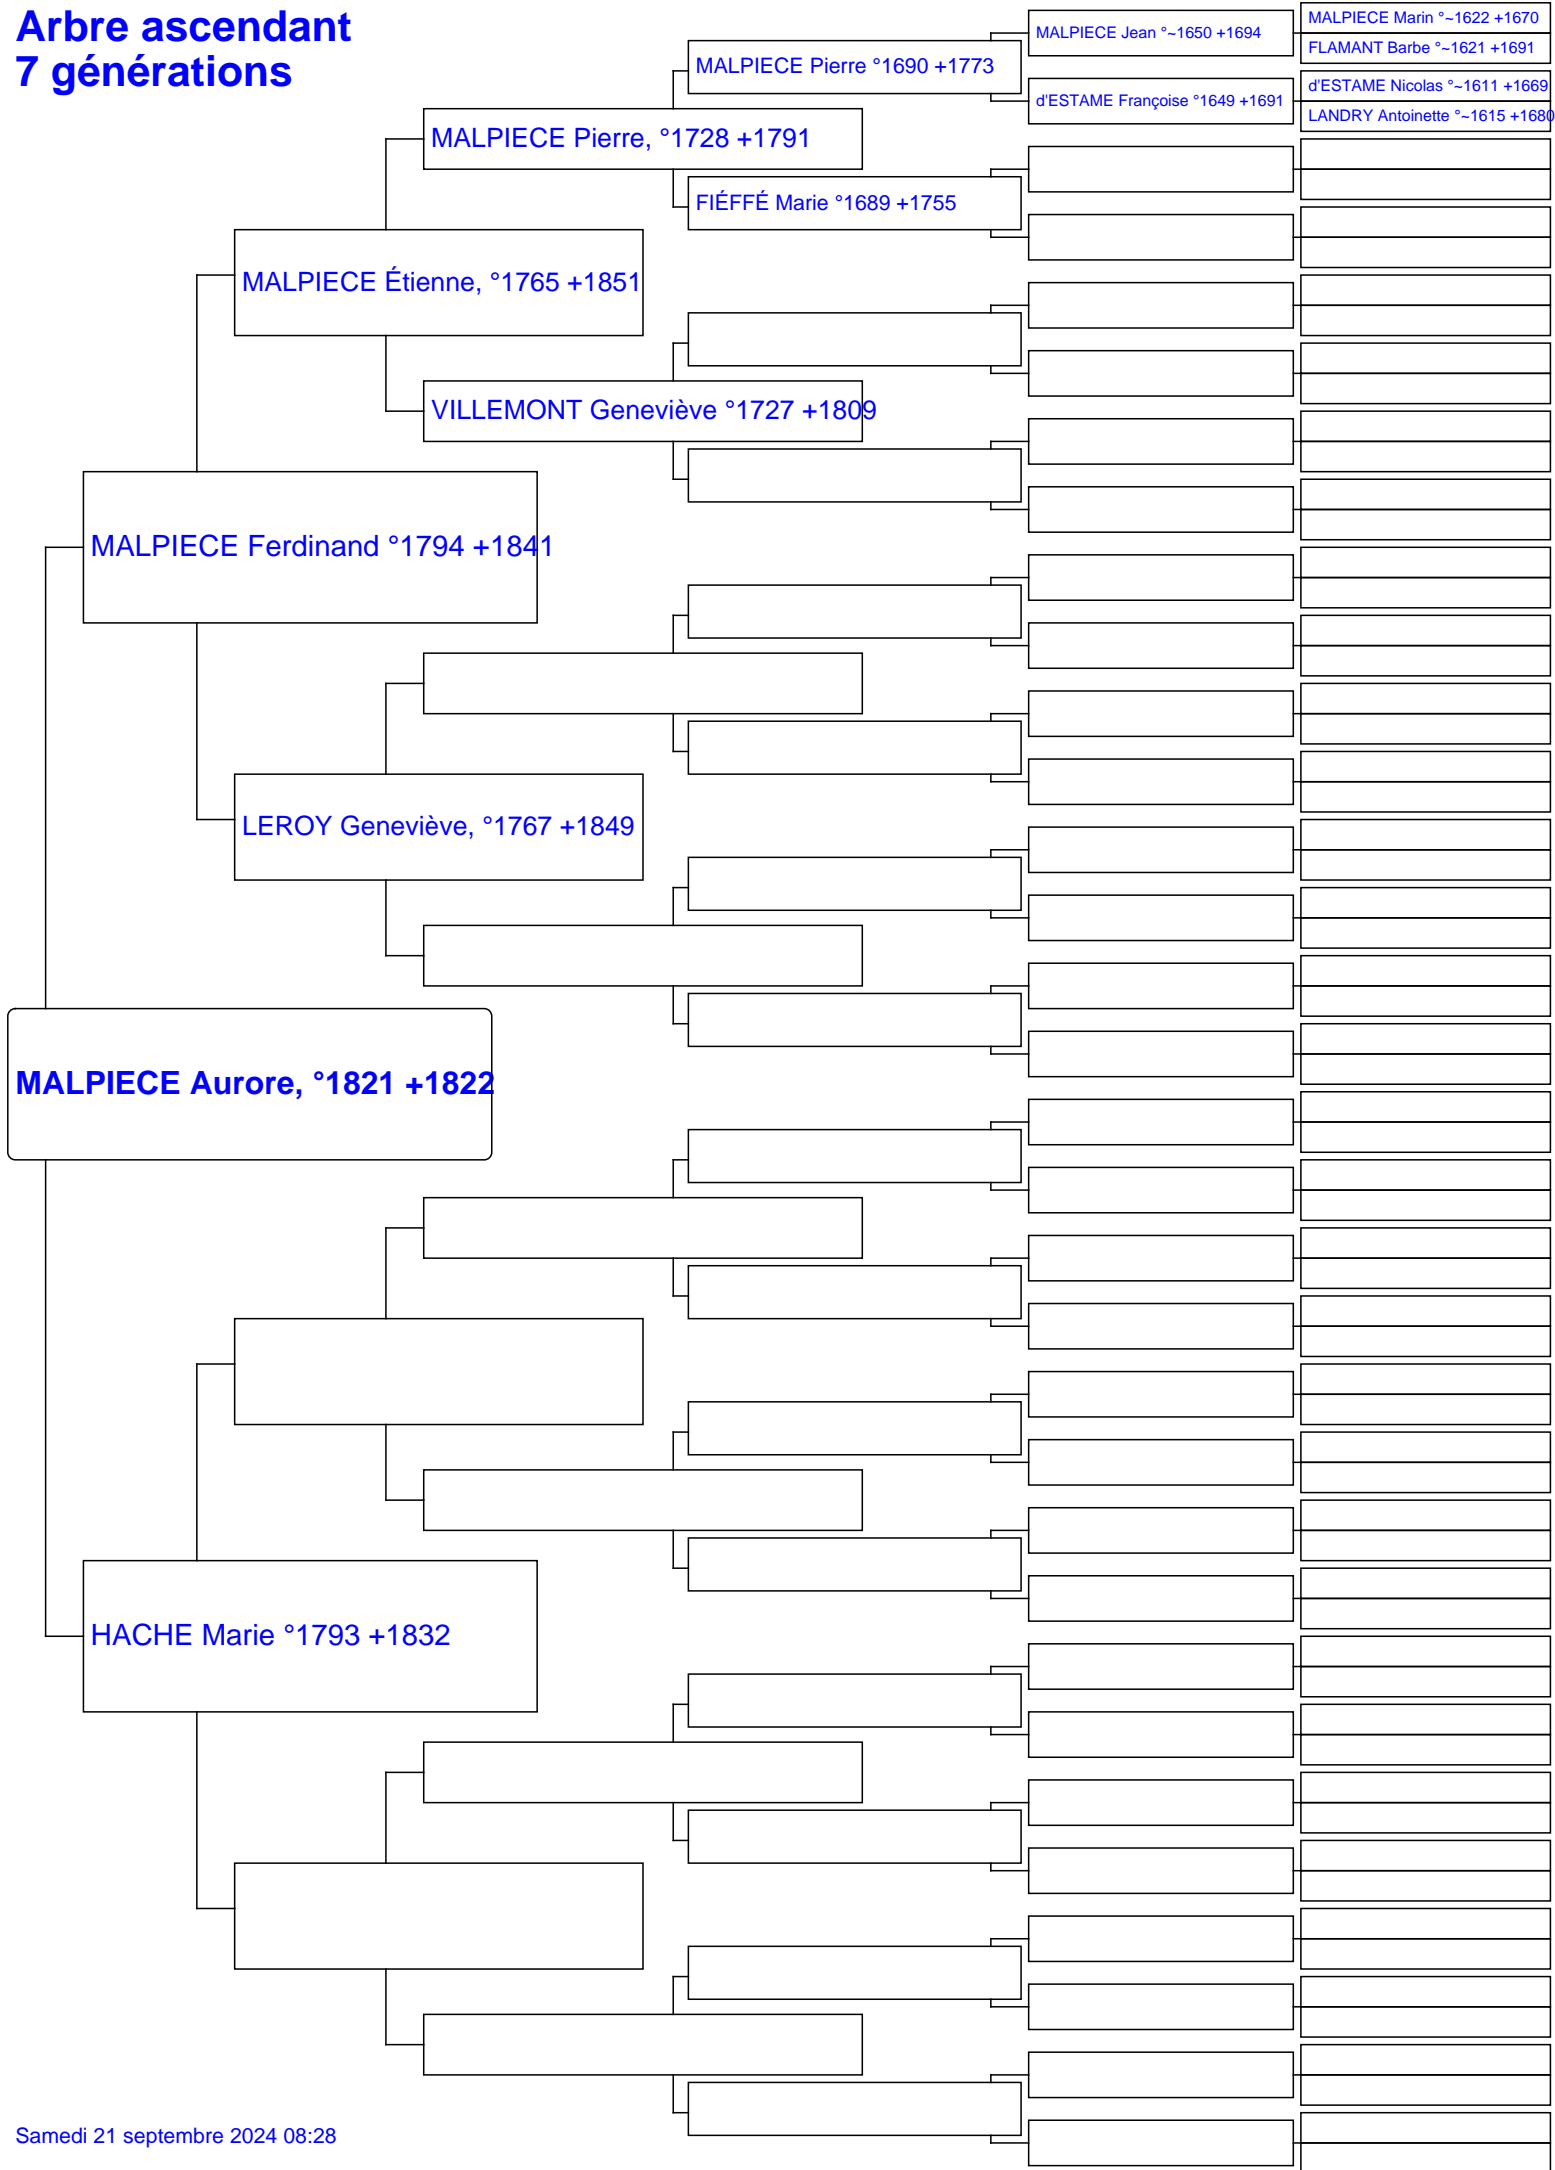 Arbre ascendant
7 générations
MALPIECE Jean °~1650 +1694
MALPIECE Marin °~1622 +1670
FLAMANT Barbe °~1621 +1691
MALPIECE Pierre °1690 +1773
d'ESTAME Françoise °1649 +1691
d'ESTAME Nicolas °~1611 +1669
LANDRY Antoinette °~1615 +1680
MALPIECE Pierre, °1728 +1791
FIÉFFÉ Marie °1689 +1755
MALPIECE Étienne, °1765 +1851
VILLEMONT Geneviève °1727 +1809
MALPIECE Ferdinand °1794 +1841
LEROY Geneviève, °1767 +1849
MALPIECE Aurore, °1821 +1822
HACHE Marie °1793 +1832
Samedi 21 septembre 2024 08:28